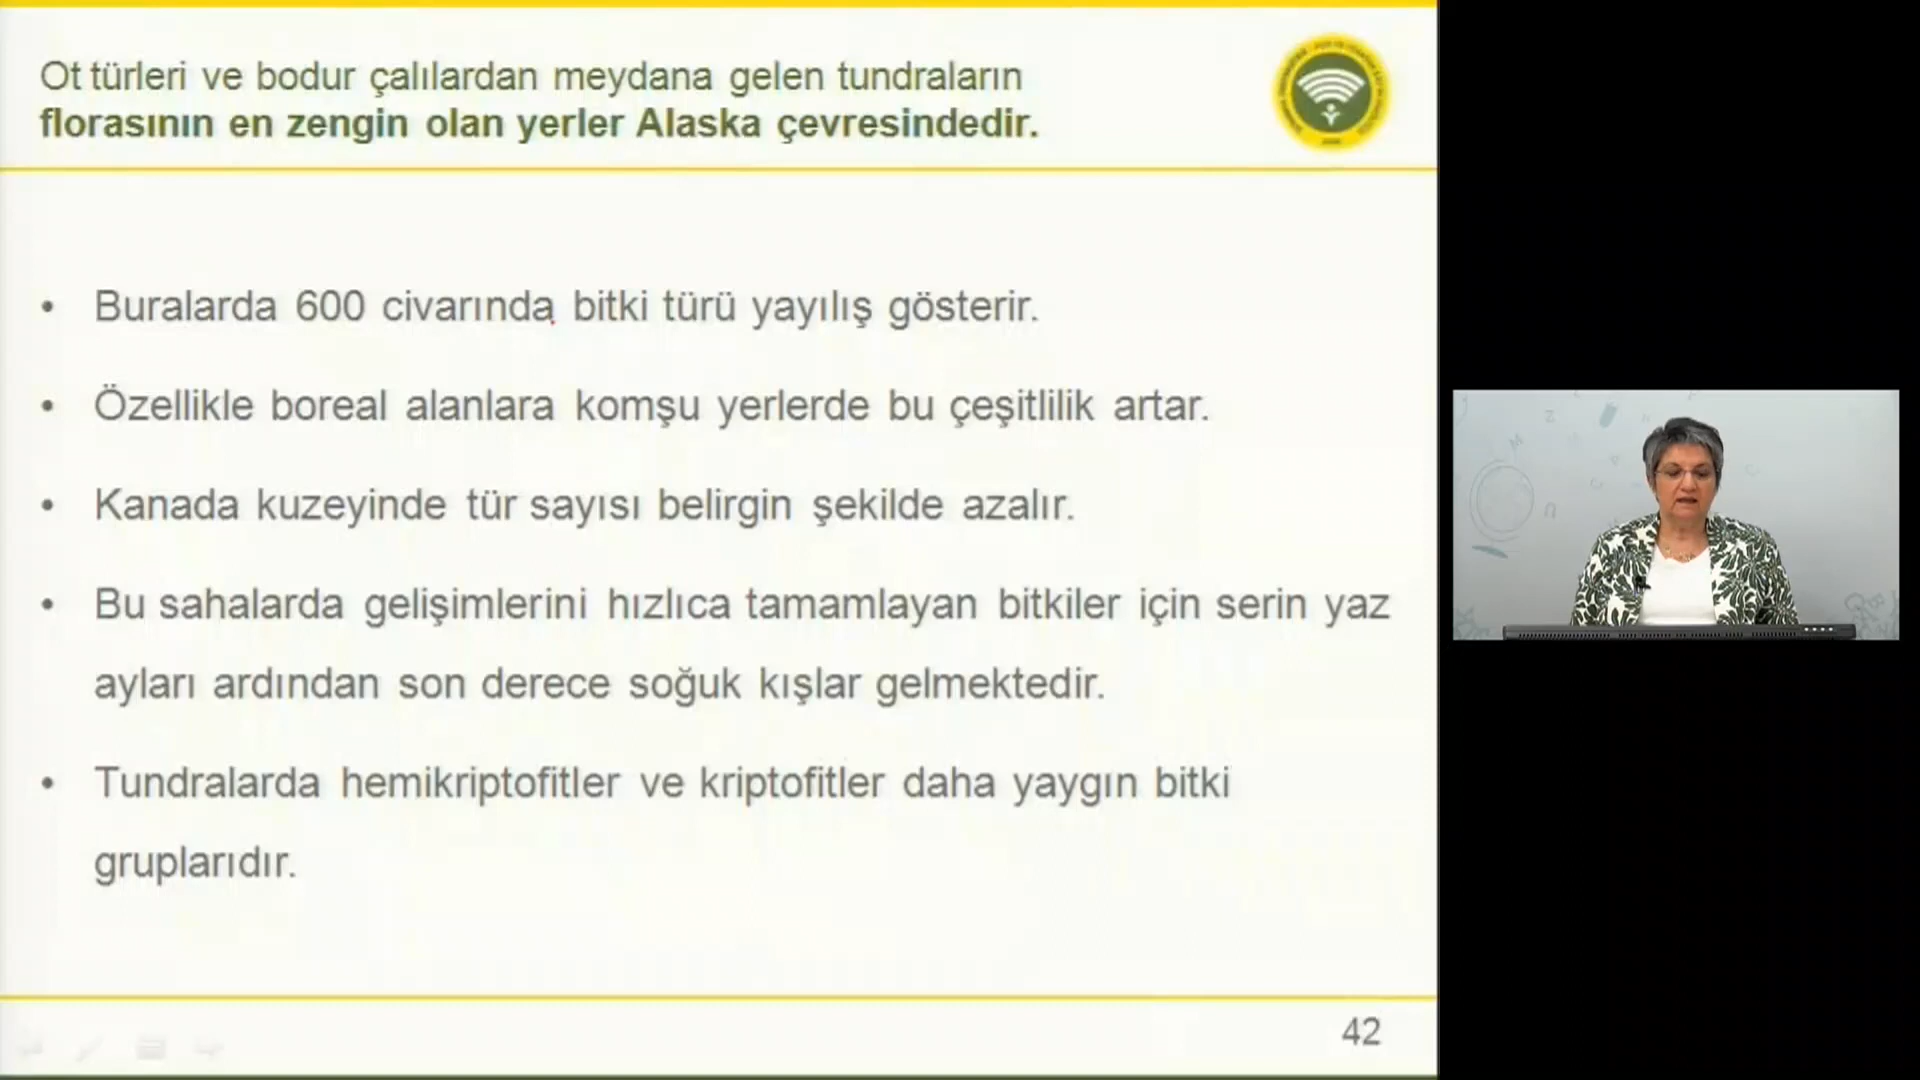 Ot türleri ve bodur çalılardan meydana gelen tundraların
florasının en zengin olan yerler Alaska çevresindedir.
• Buralarda 600 civarında bitki türü yayılış gösterir.
• Özellikle boreal alanlara komşu yerlerde bu çeşitlilik artar.
• Kanada kuzeyinde tür sayısı belirgin şekilde azalır.
• Bu sahalarda gelişimlerini hızlıca tamamlayan bitkiler için serin yaz
ayları ardından son derece soğuk kışlar gelmektedir.
• Tundralarda hemikriptofitler ve kriptofitler daha yaygın bitki
gruplarıdır.
42